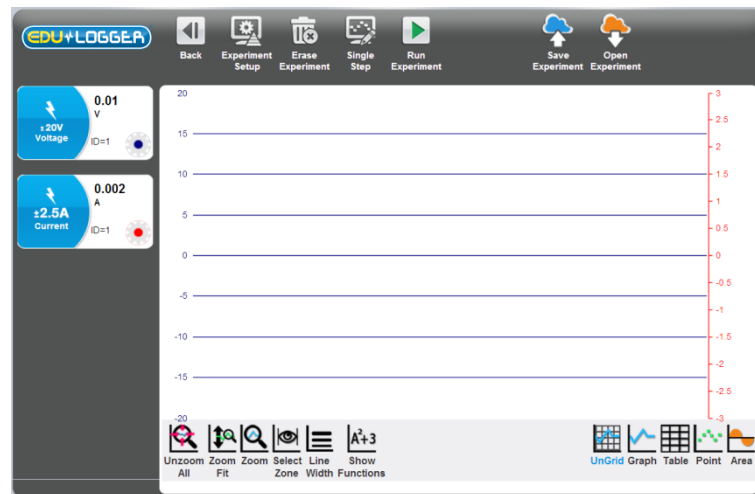 EDU LOGGER
Back
Experiment Setup
Erase Experiment
Single Step
Run Experiment
Save Experiment
Open Experiment
0.01
V
±20V
Voltage
ID=1
0.002
A
±2.5A
Current
ID=1
20
15
10
5
0
-5
-10
-15
-20
3
2.5
2
1.5
1
0.5
0
-0.5
-1
-1.5
-2
-2.5
-3
A²+3
Unzoom All
Zoom Fit
Zoom
Select Zone
Line Width
Show Functions
UnGrid
Graph
Table
Point
Area